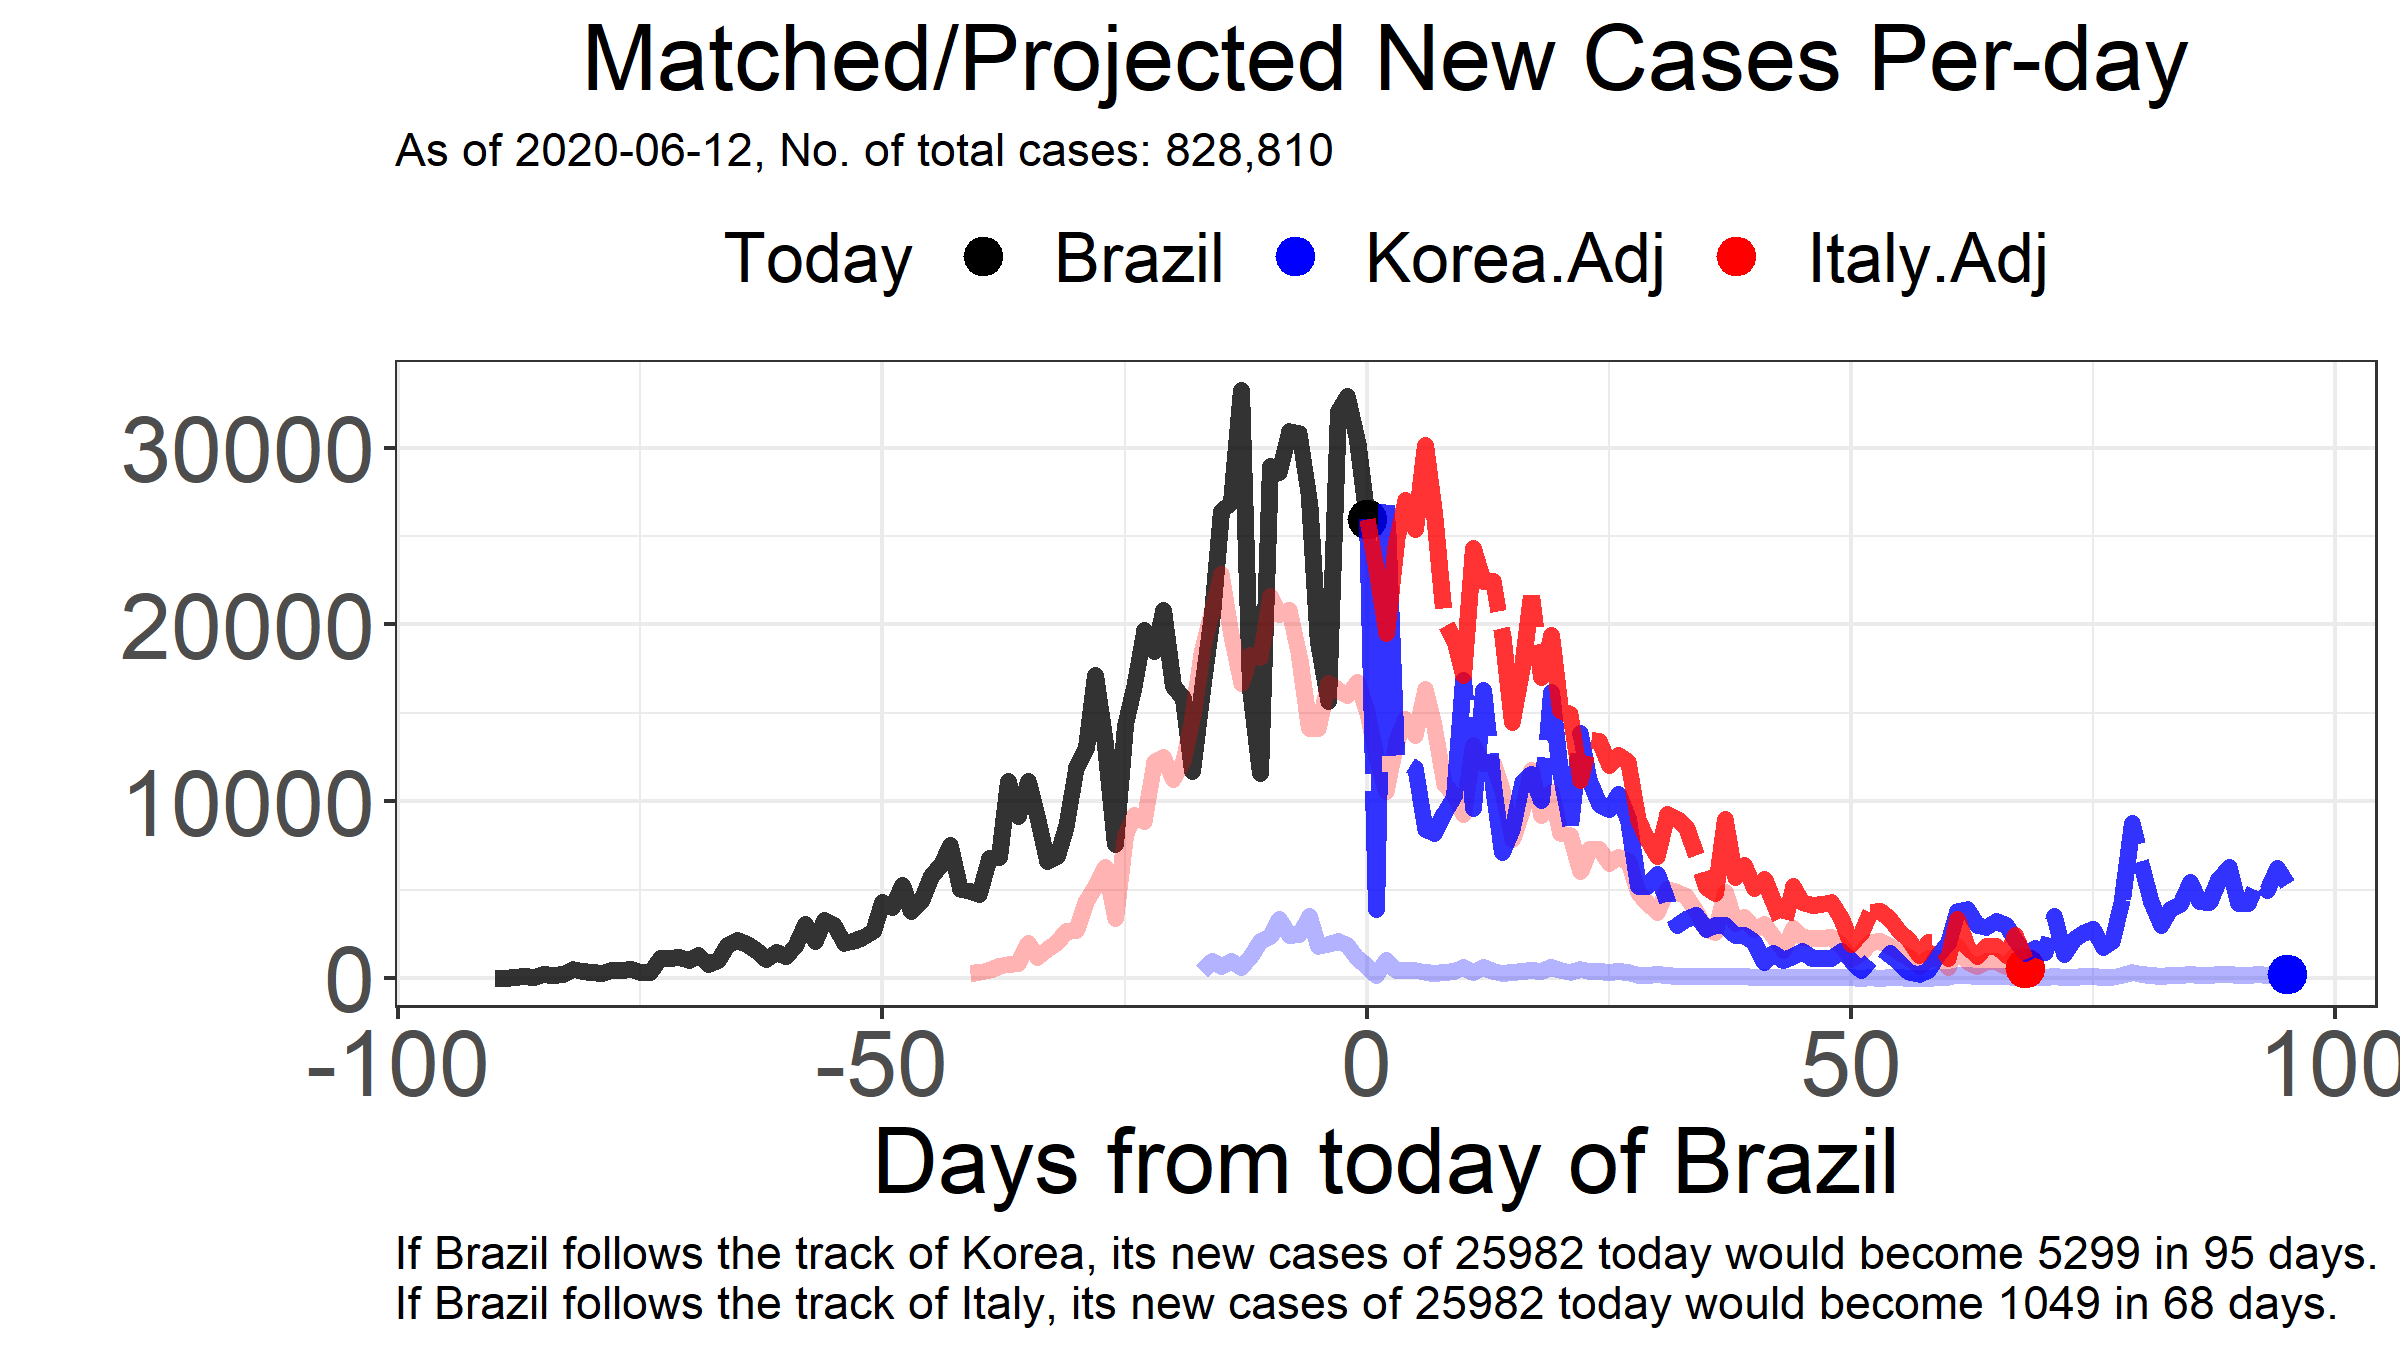 Matched/Projected New Cases Per-day
As of 2020-06-12, No. of total cases: 828,810
Today Brazil Korea.Adj Italy.Adj
30000
20000
10000
0
-100 -50 0 50 100
Days from today of Brazil
If Brazil follows the track of Korea, its new cases of 25982 today would become 5299 in 95 days.
If Brazil follows the track of Italy, its new cases of 25982 today would become 1049 in 68 days.